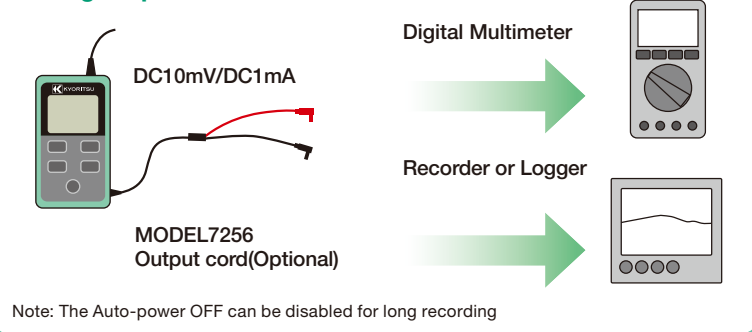 Digital Multimeter
DC10mV/DC1mA
KYORITSU
Recorder or Logger
MODEL7256
Output cord(Optional)
Note: The Auto-power OFF can be disabled for long recording